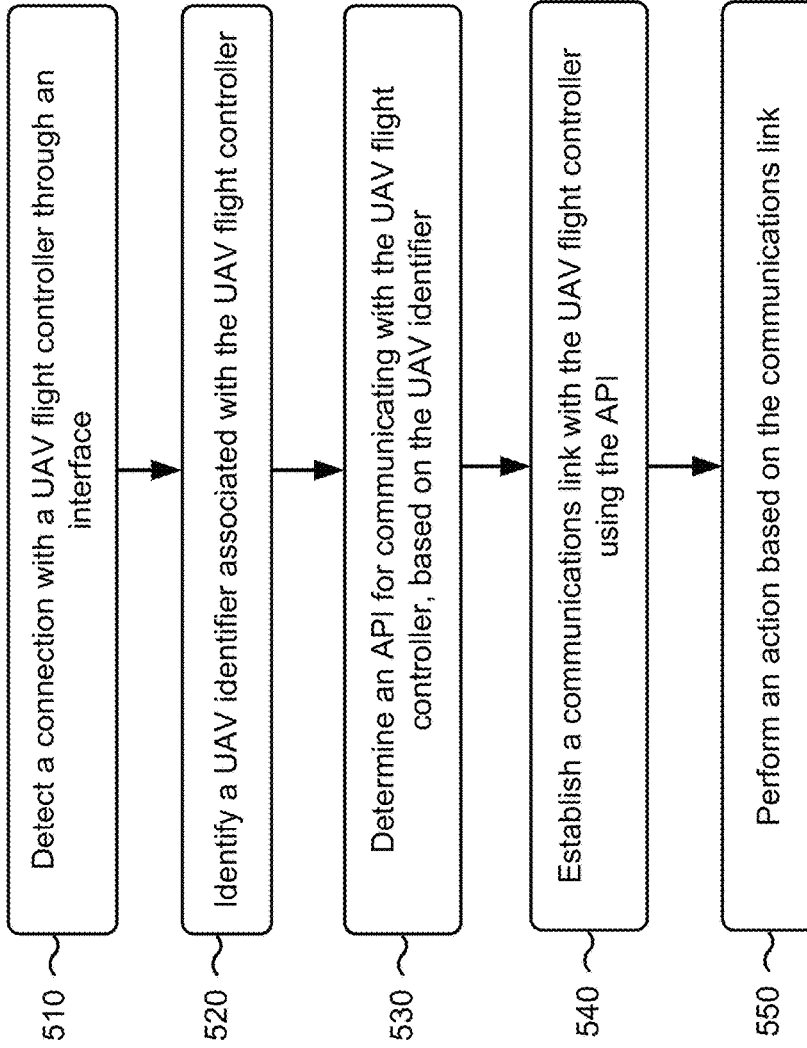 510
Detect a connection with a UAV flight controller through an
interface
520
Identify a UAV identifier associated with the UAV flight controller
530
Determine an API for communicating with the UAV flight
controller, based on the UAV identifier
540
Establish a communications link with the UAV flight controller
using the API
550
Perform an action based on the communications link